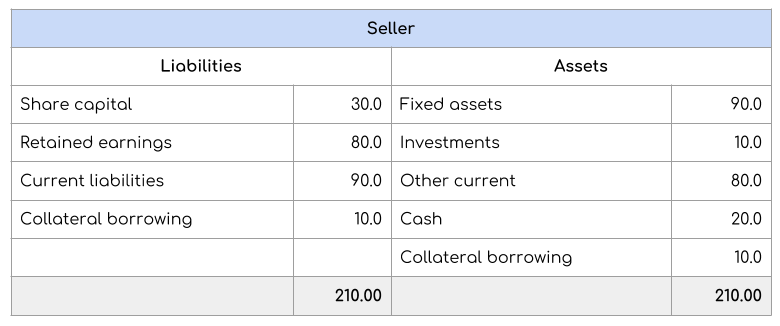 Seller
Liabilities Assets
Share capital 30.0 Fixed assets 90.0
Retained earnings 80.0 Investments 10.0
Current liabilities 90.0 Other current 80.0
Collateral borrowing 10.0 Cash 20.0
Collateral borrowing 10.0
210.00 210.00